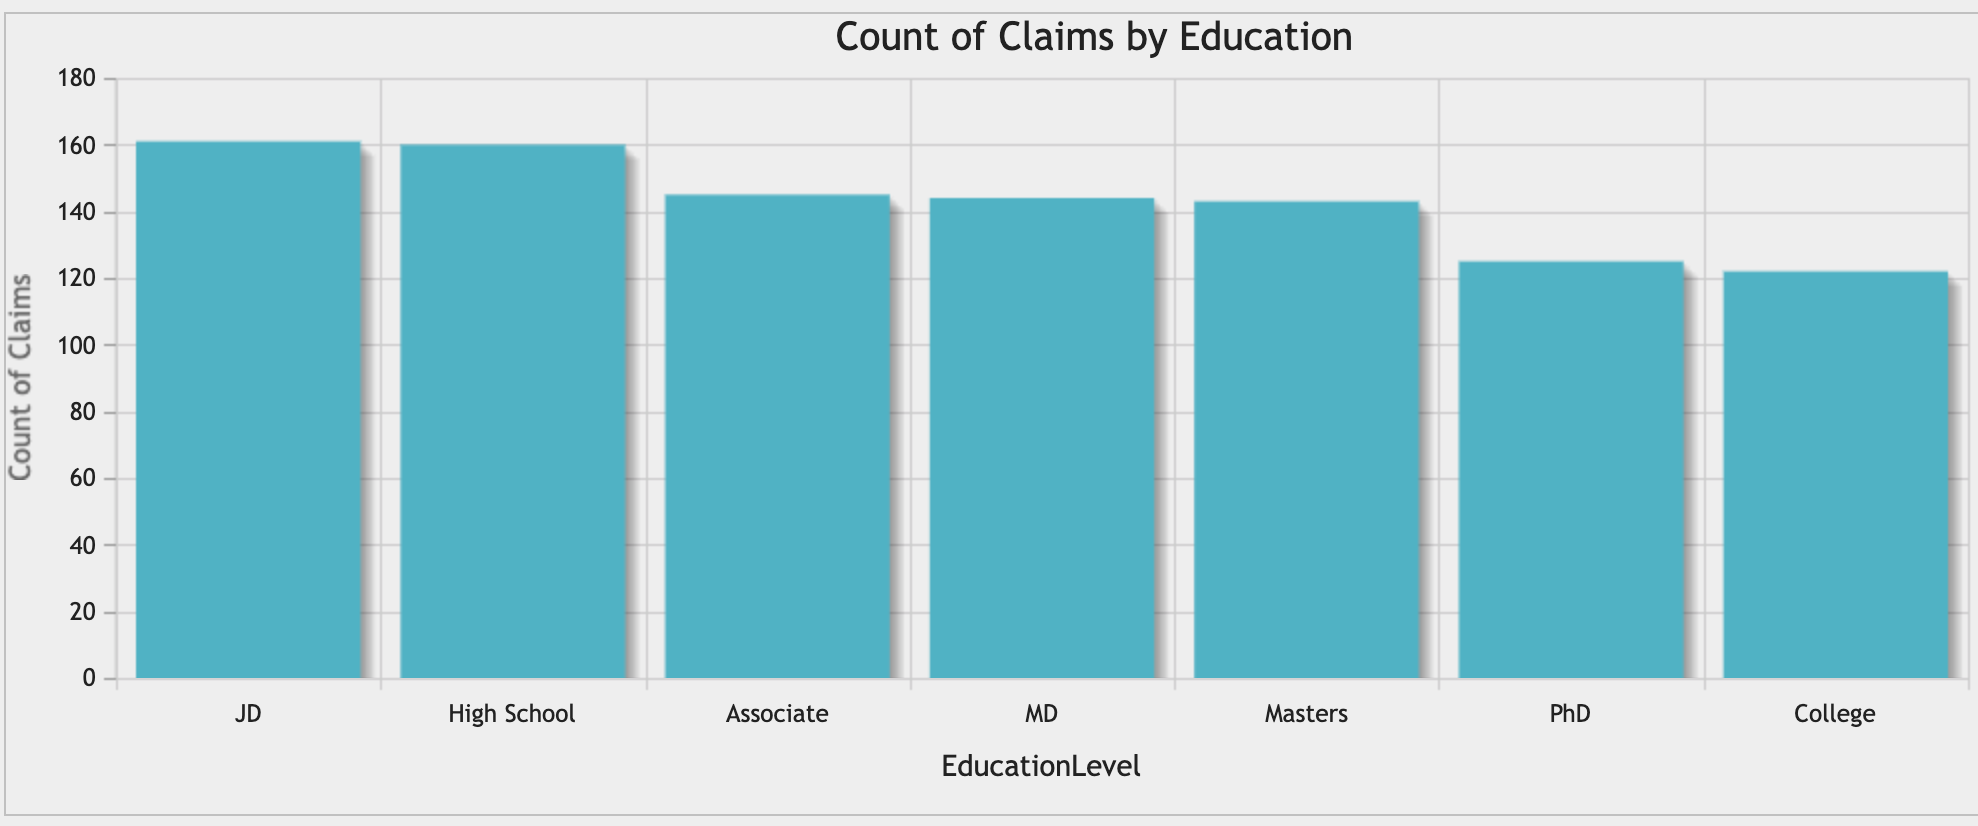 Count of Claims by Education
180
160
140
120
100
80
60
40
20
0
Count of Claims
JD High School Associate MD Masters PhD College
EducationLevel